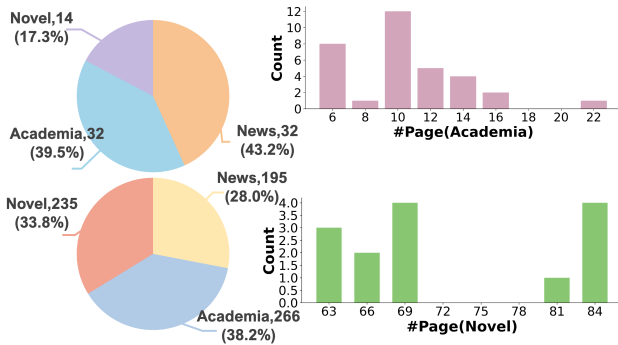 Novel,14
(17.3%)
Academia,32
(39.5%)
News,32
(43.2%)
Novel,235
(33.8%)
News,195
(28.0%)
Academia,266
(38.2%)
Count
12
10
8
6
4
2
0
6 8 10 12 14 16 18 20 22
#Page(Academia)
Count
4.0
3.5
3.0
2.5
2.0
1.5
1.0
0.5
0.0
63 66 69 72 75 78 81 84
#Page(Novel)